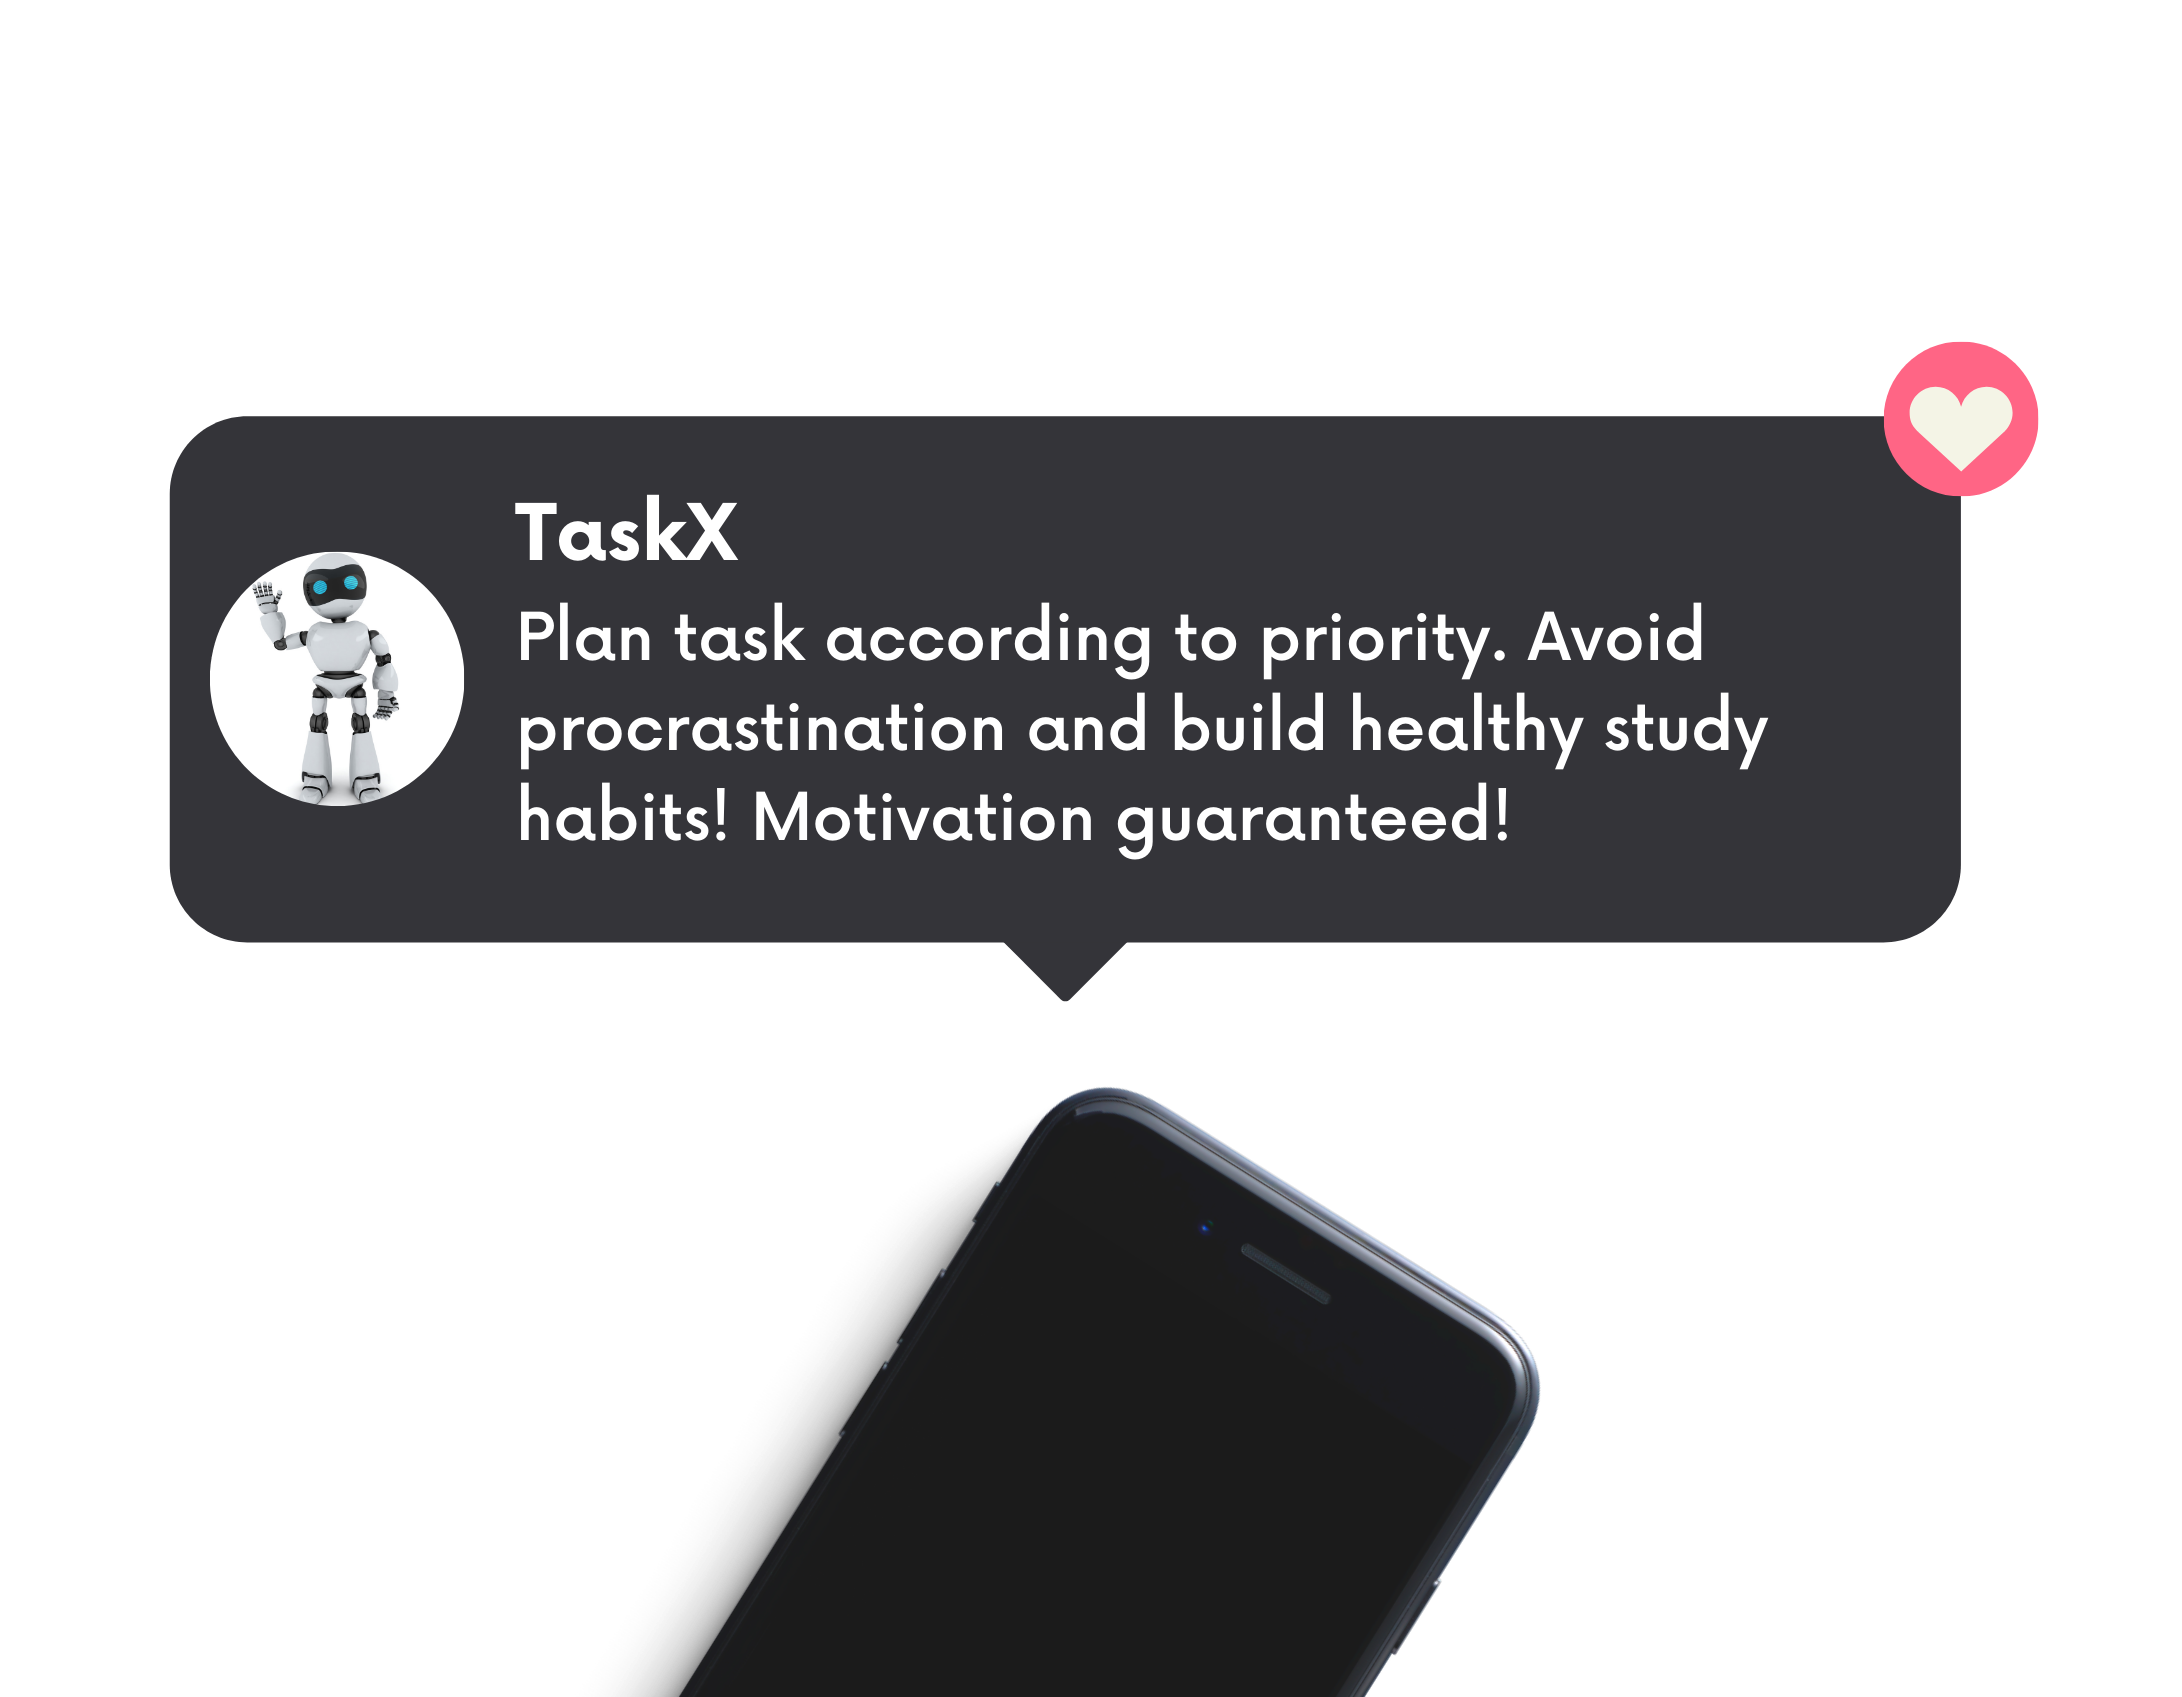 TaskX
Plan task according to priority. Avoid
procrastination and build healthy study
habits! Motivation guaranteed!